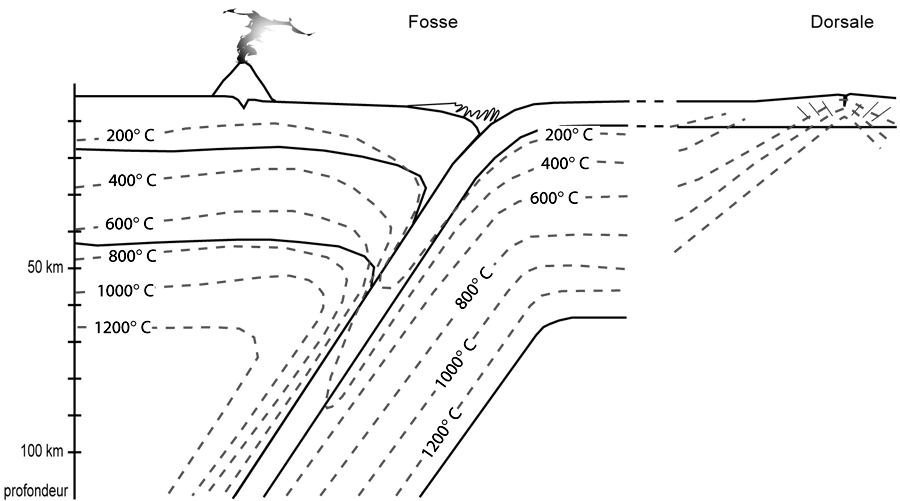 Fosse
Dorsale
200° C
200° C
400° C
400° C
600° C
600° C
800° C
50 km
800° C
1000° C
1200° C
1000° C
1200° C
100 km
profondeur